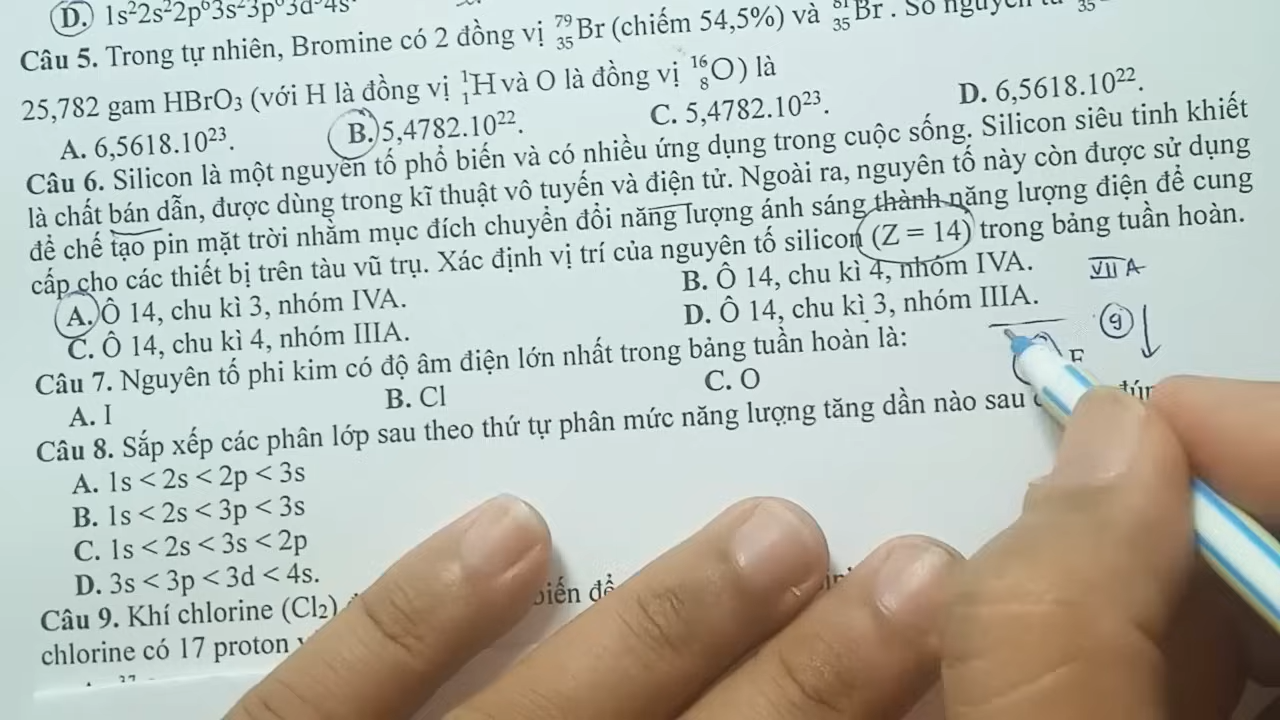 D. 1s²2s²2p⁶3s²3p⁶3d⁵4s¹
Câu 5. Trong tự nhiên, Bromine có 2 đồng vị ⁷⁹₃₅Br (chiếm 54,5%) và ⁸¹₃₅Br. Số nguyên tử
25,782 gam HBrO₃ (với H là đồng vị ¹₁H và O là đồng vị ¹⁶₈O) là
A. 6,5618.10²³. B. 5,4782.10²². C. 5,4782.10²³. D. 6,5618.10²².
Câu 6. Silicon là một nguyên tố phổ biến và có nhiều ứng dụng trong cuộc sống. Silicon siêu tinh khiết
là chất bán dẫn, được dùng trong kĩ thuật vô tuyến và điện tử. Ngoài ra, nguyên tố này còn được sử dụng
để chế tạo pin mặt trời nhằm mục đích chuyển đổi năng lượng ánh sáng thành năng lượng điện để cung
cấp cho các thiết bị trên tàu vũ trụ. Xác định vị trí của nguyên tố silicon (Z = 14) trong bảng tuần hoàn.
A. Ô 14, chu kì 3, nhóm IVA. B. Ô 14, chu kì 4, nhóm IVA. VII A
C. Ô 14, chu kì 4, nhóm IIIA. D. Ô 14, chu kì 3, nhóm IIIA. 9
Câu 7. Nguyên tố phi kim có độ âm điện lớn nhất trong bảng tuần hoàn là:
A. I B. Cl C. O F
Câu 8. Sắp xếp các phân lớp sau theo thứ tự phân mức năng lượng tăng dần nào sau
A. 1s < 2s < 2p < 3s
B. 1s < 2s < 3p < 3s
C. 1s < 2s < 3s < 2p
D. 3s < 3p < 3d < 4s.
Câu 9. Khí chlorine (Cl₂) biến để
chlorine có 17 proton